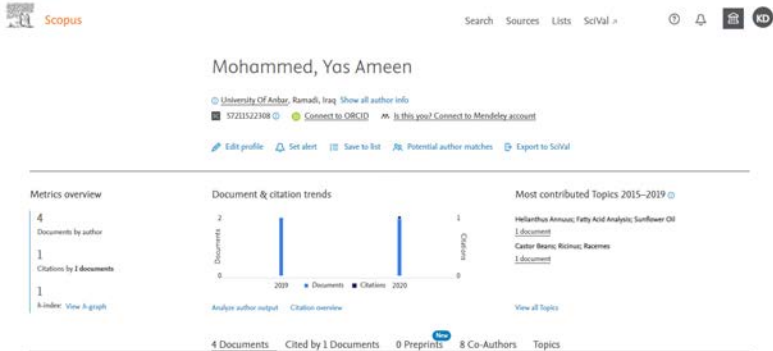 Scopus
Search Sources Lists SciVal ↗
KD
Mohammed, Yas Ameen
University Of Anbar, Ramadi, Iraq Show all author info
57211522308 Connect to ORCID Is this you? Connect to Mendeley account
Edit profile Set alert Save to list Potential author matches Export to SciVal
Metrics overview
4
Documents by author
1
Citations by 1 documents
1
h-index: View h-graph
Document & citation trends
2
1
Documents
Citations
0
0
2019 Documents Citations 2020
Analyze author output Citation overview
Most contributed Topics 2015–2019
Helianthus Annuus; Fatty Acid Analysis; Sunflower Oil
1 document
Castor Beans; Ricinus; Racemes
1 document
View all Topics
New
4 Documents Cited by 1 Documents 0 Preprints 8 Co-Authors Topics